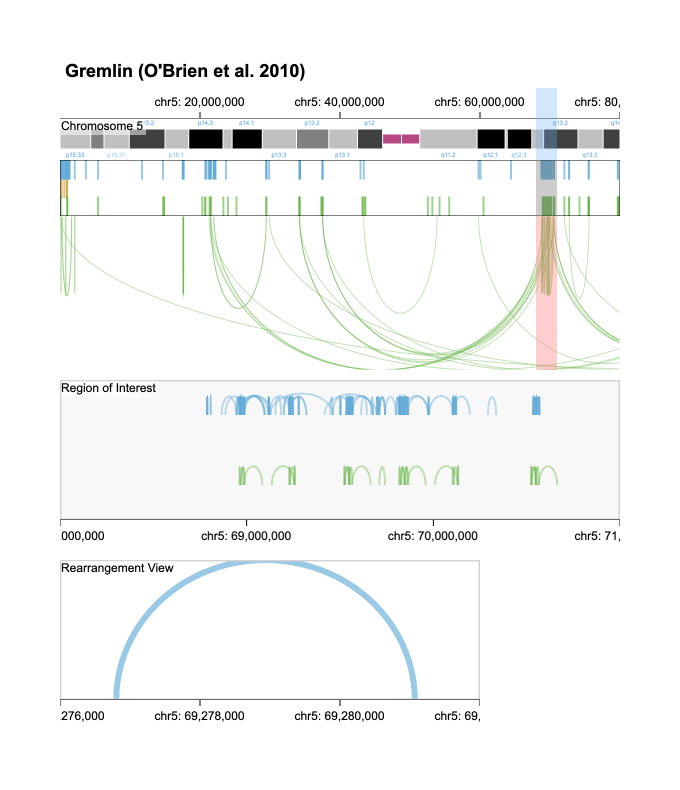 Gremlin (O'Brien et al. 2010)
chr5: 20,000,000 chr5: 40,000,000 chr5: 60,000,000 chr5: 80,
Chromosome 5
15.2 p14.3 p14.1 p13.2 p12 q13.2 q14
p15.33 p15.31 p15.1 p13.3 p13.1 q11.2 q12.1 q12.3 q13.3
Region of Interest
000,000 chr5: 69,000,000 chr5: 70,000,000 chr5: 71,
Rearrangement View
276,000 chr5: 69,278,000 chr5: 69,280,000 chr5: 69,